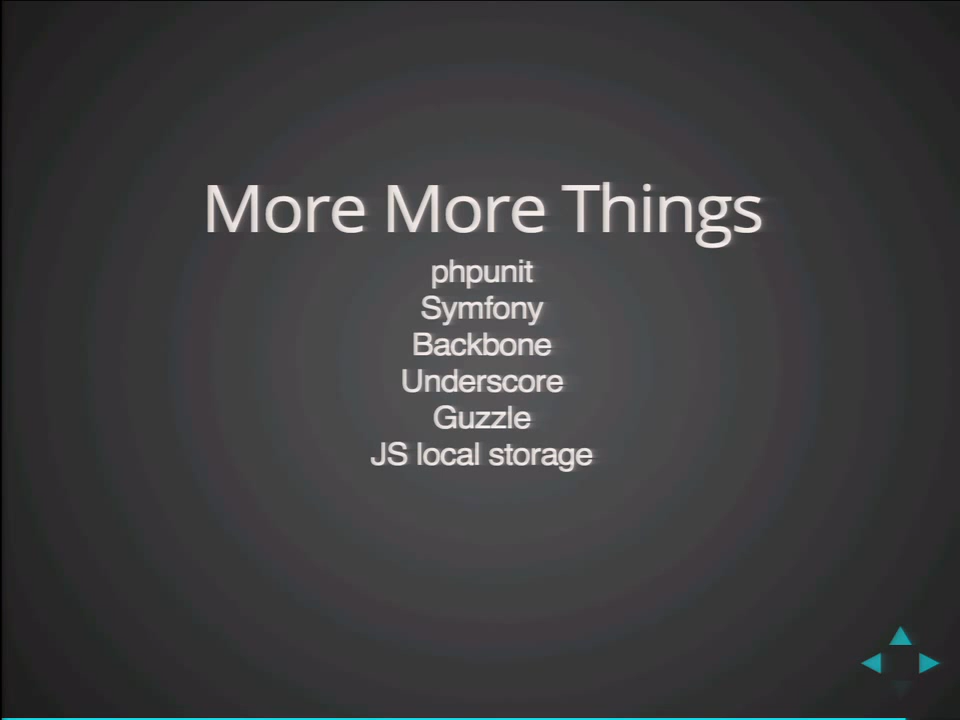 More More Things
phpunit
Symfony
Backbone
Underscore
Guzzle
JS local storage